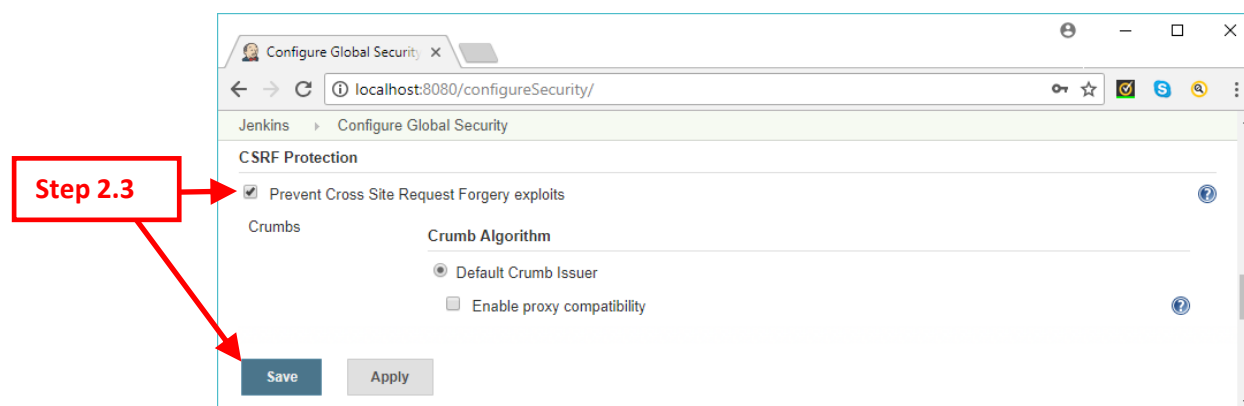 Configure Global Security
localhost:8080/configureSecurity/
Jenkins Configure Global Security
CSRF Protection
Step 2.3
Prevent Cross Site Request Forgery exploits
Crumbs
Crumb Algorithm
Default Crumb Issuer
Enable proxy compatibility
Save Apply